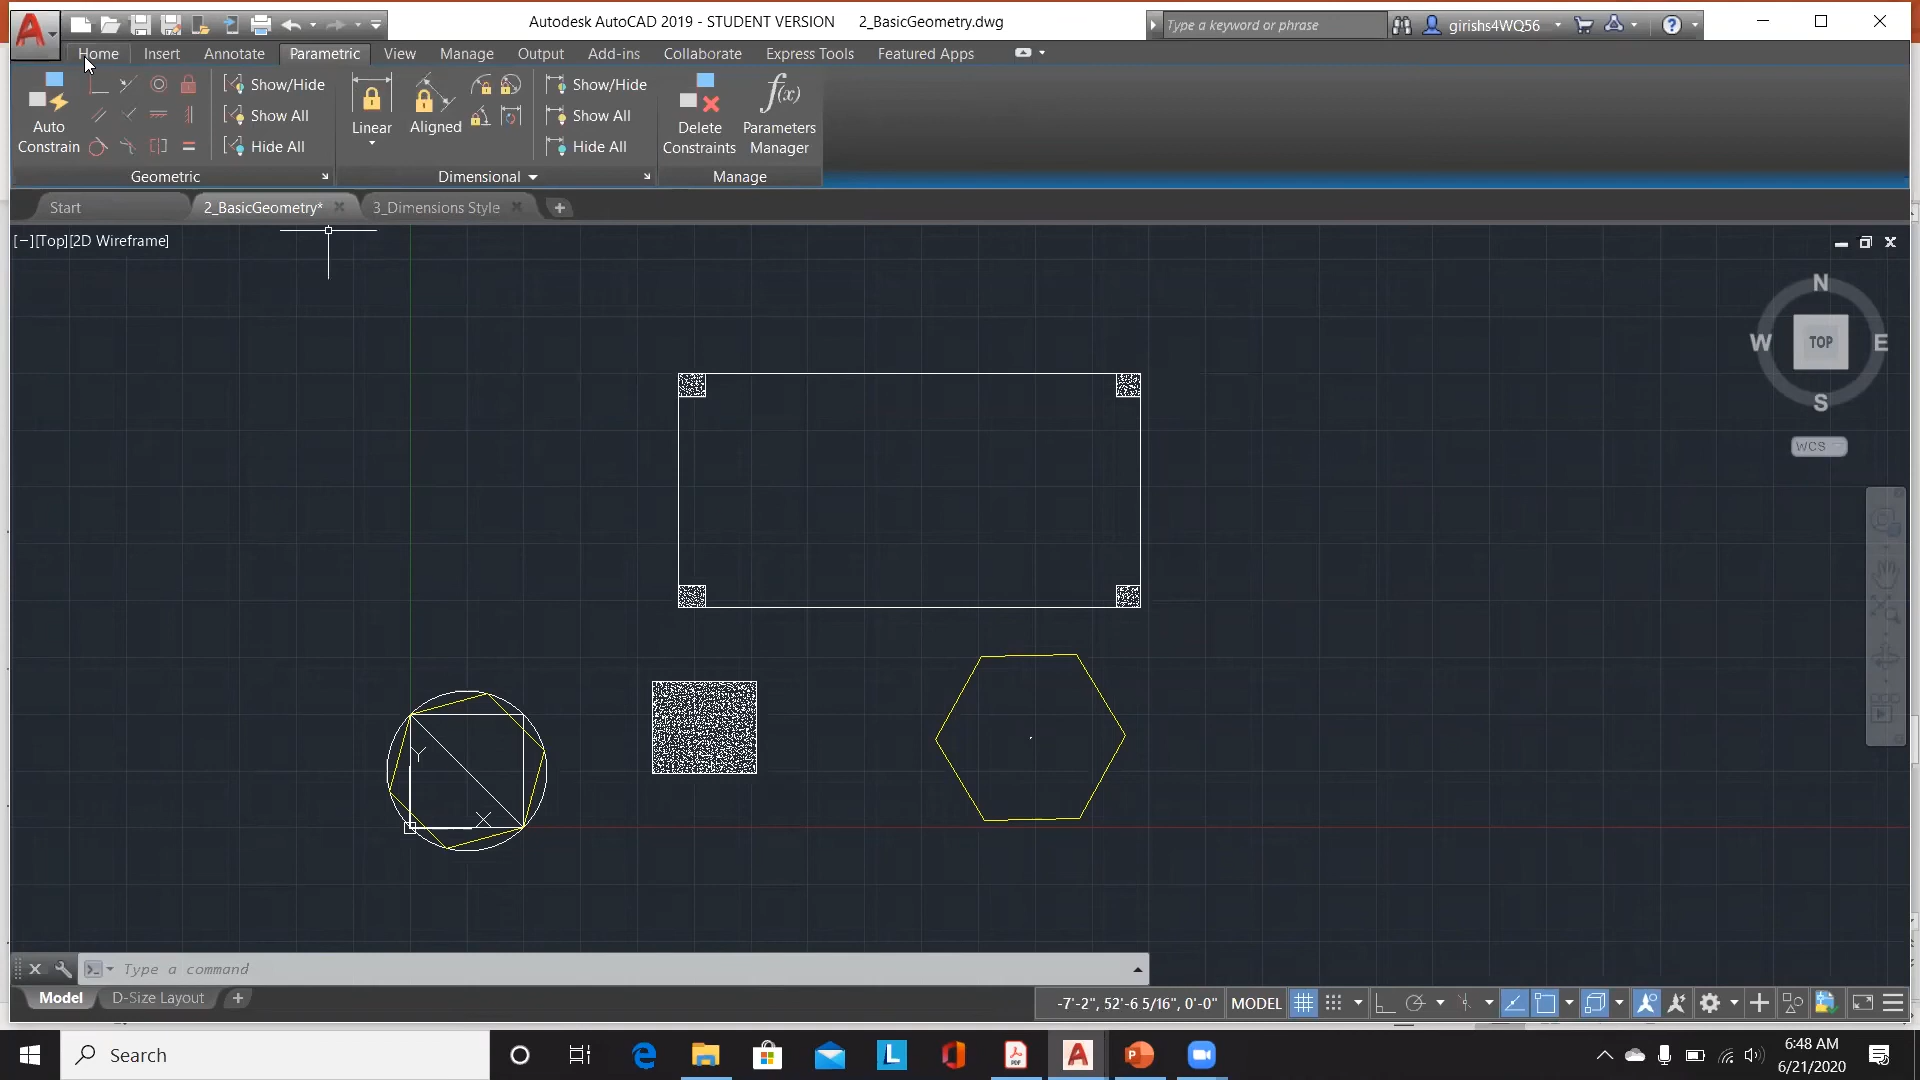 Autodesk AutoCAD 2019 - STUDENT VERSION 2_BasicGeometry.dwg
Type a keyword or phrase
girishs4WQ56
Home Insert Annotate Parametric View Manage Output Add-ins Collaborate Express Tools Featured Apps
Auto Constrain
Show/Hide
Show All
Hide All
Geometric
Linear
Aligned
Show/Hide
Show All
Hide All
Dimensional
Delete Constraints
f(x)
Parameters Manager
Manage
Start 2_BasicGeometry* 3_Dimensions Style
[−][Top][2D Wireframe]
N
W TOP E
S
WCS
Y
X
Type a command
Model D-Size Layout
-7'-2", 52'-6 5/16", 0'-0" MODEL
Search
6:48 AM
6/21/2020